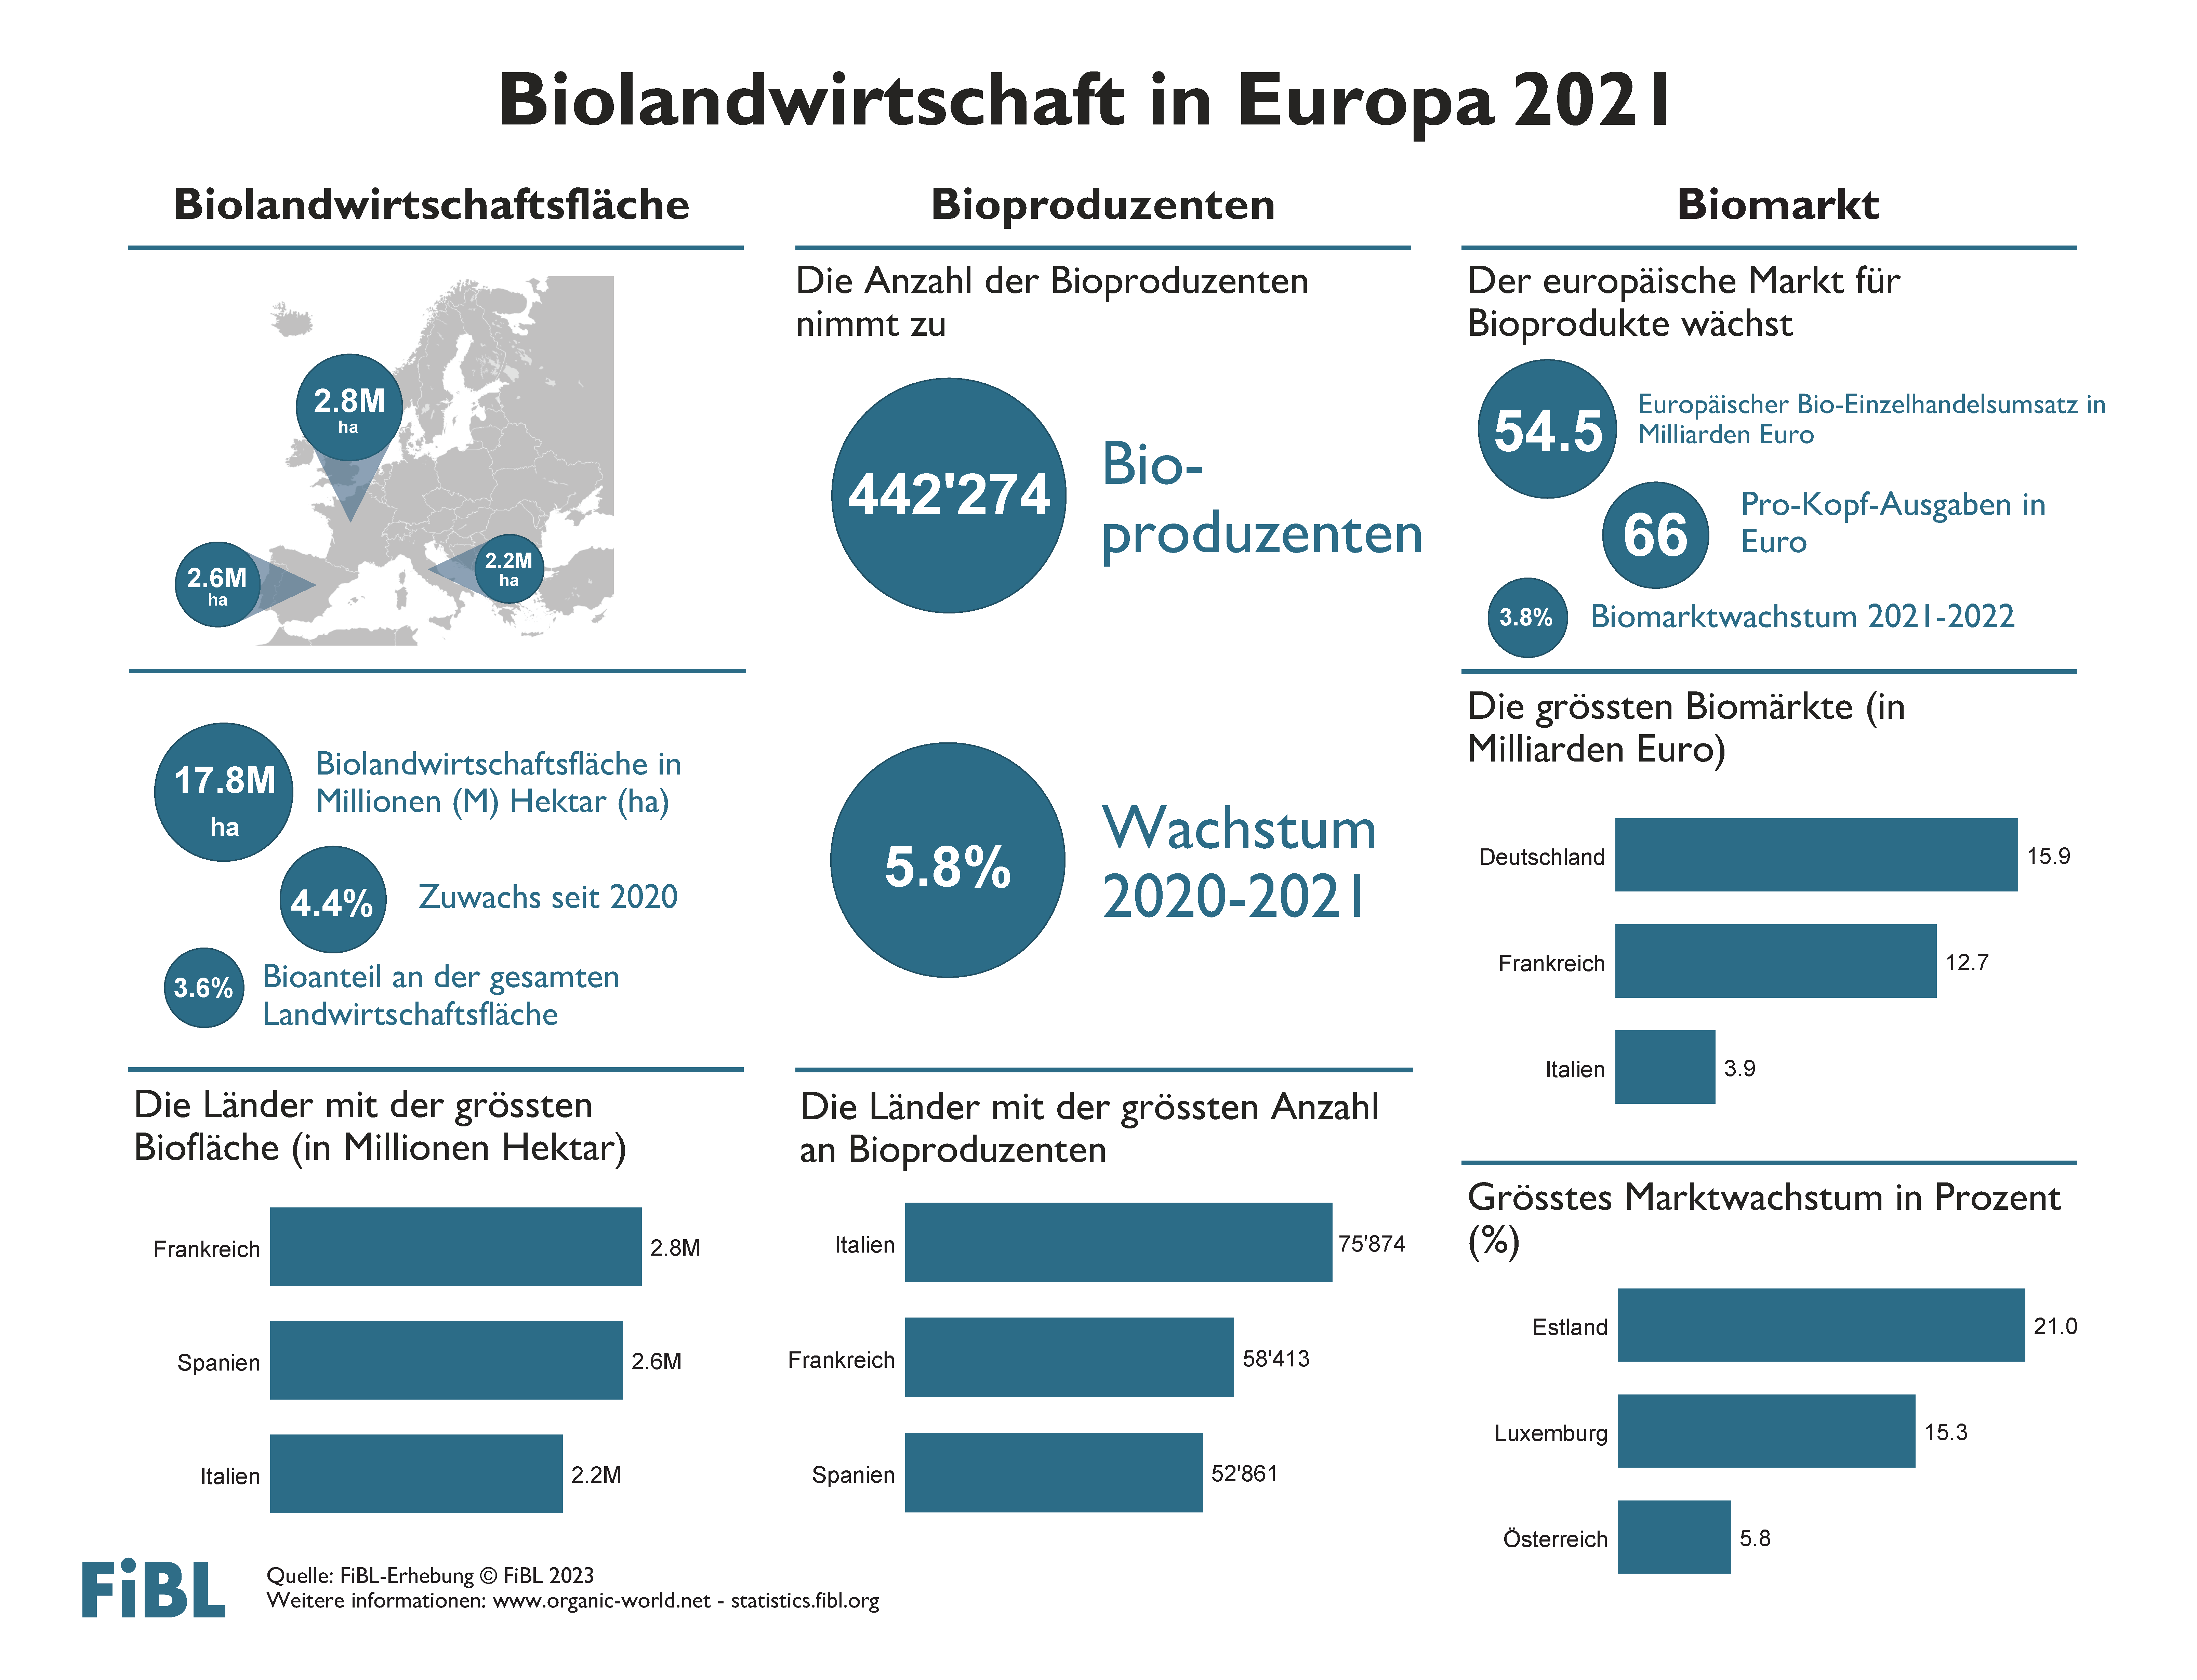 Biolandwirtschaft in Europa 2021
Biolandwirtschaftsfläche
2.8M
ha
2.6M
ha
2.2M
ha
17.8M
ha
Biolandwirtschaftsfläche in
Millionen (M) Hektar (ha)
4.4%
Zuwachs seit 2020
3.6%
Bioanteil an der gesamten
Landwirtschaftsfläche
Die Länder mit der grössten
Biofläche (in Millionen Hektar)
Frankreich
2.8M
Spanien
2.6M
Italien
2.2M
Bioproduzenten
Die Anzahl der Bioproduzenten
nimmt zu
442'274
Bio-
produzenten
5.8%
Wachstum
2020-2021
Die Länder mit der grössten Anzahl
an Bioproduzenten
Italien
75'874
Frankreich
58'413
Spanien
52'861
Biomarkt
Der europäische Markt für
Bioprodukte wächst
54.5
Europäischer Bio-Einzelhandelsumsatz in
Milliarden Euro
66
Pro-Kopf-Ausgaben in
Euro
3.8%
Biomarktwachstum 2021-2022
Die grössten Biomärkte (in
Milliarden Euro)
Deutschland
15.9
Frankreich
12.7
Italien
3.9
Grösstes Marktwachstum in Prozent
(%)
Estland
21.0
Luxemburg
15.3
Österreich
5.8
FiBL
Quelle: FiBL-Erhebung © FiBL 2023
Weitere informationen: www.organic-world.net - statistics.fibl.org